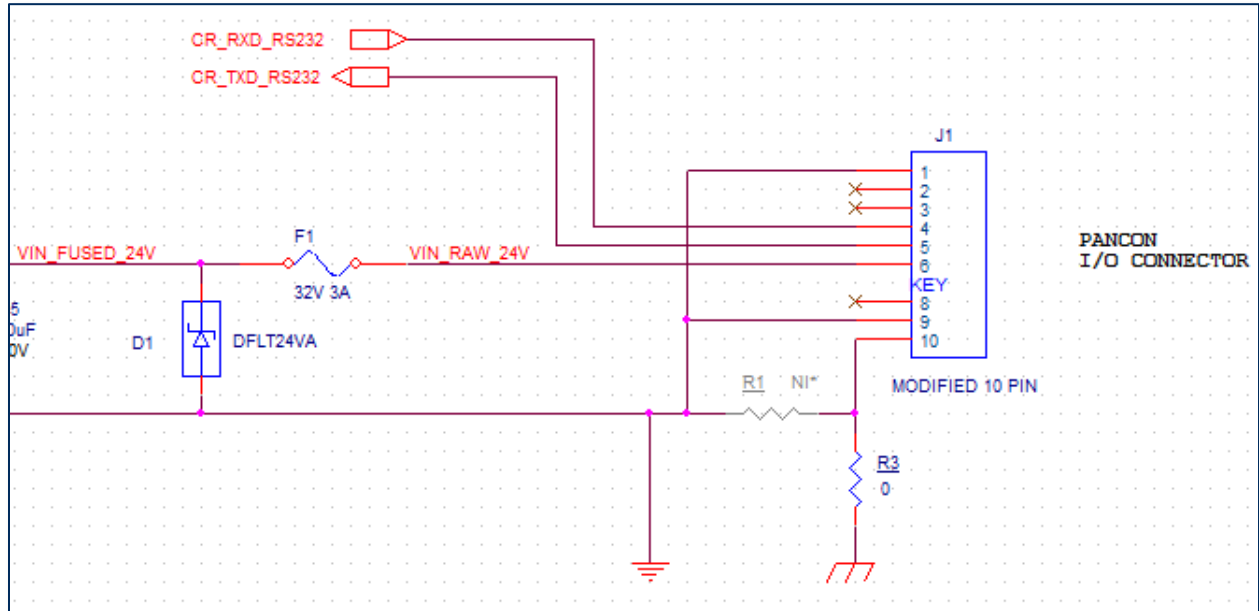 CR_RXD_RS232
CR_TXD_RS232
J1
1
2
3
4
5
6
KEY
8
9
10
PANCON
I/O CONNECTOR
VIN_FUSED_24V
F1
VIN_RAW_24V
32V 3A
D1
DFLT24VA
R1 NI*
MODIFIED 10 PIN
R3
0